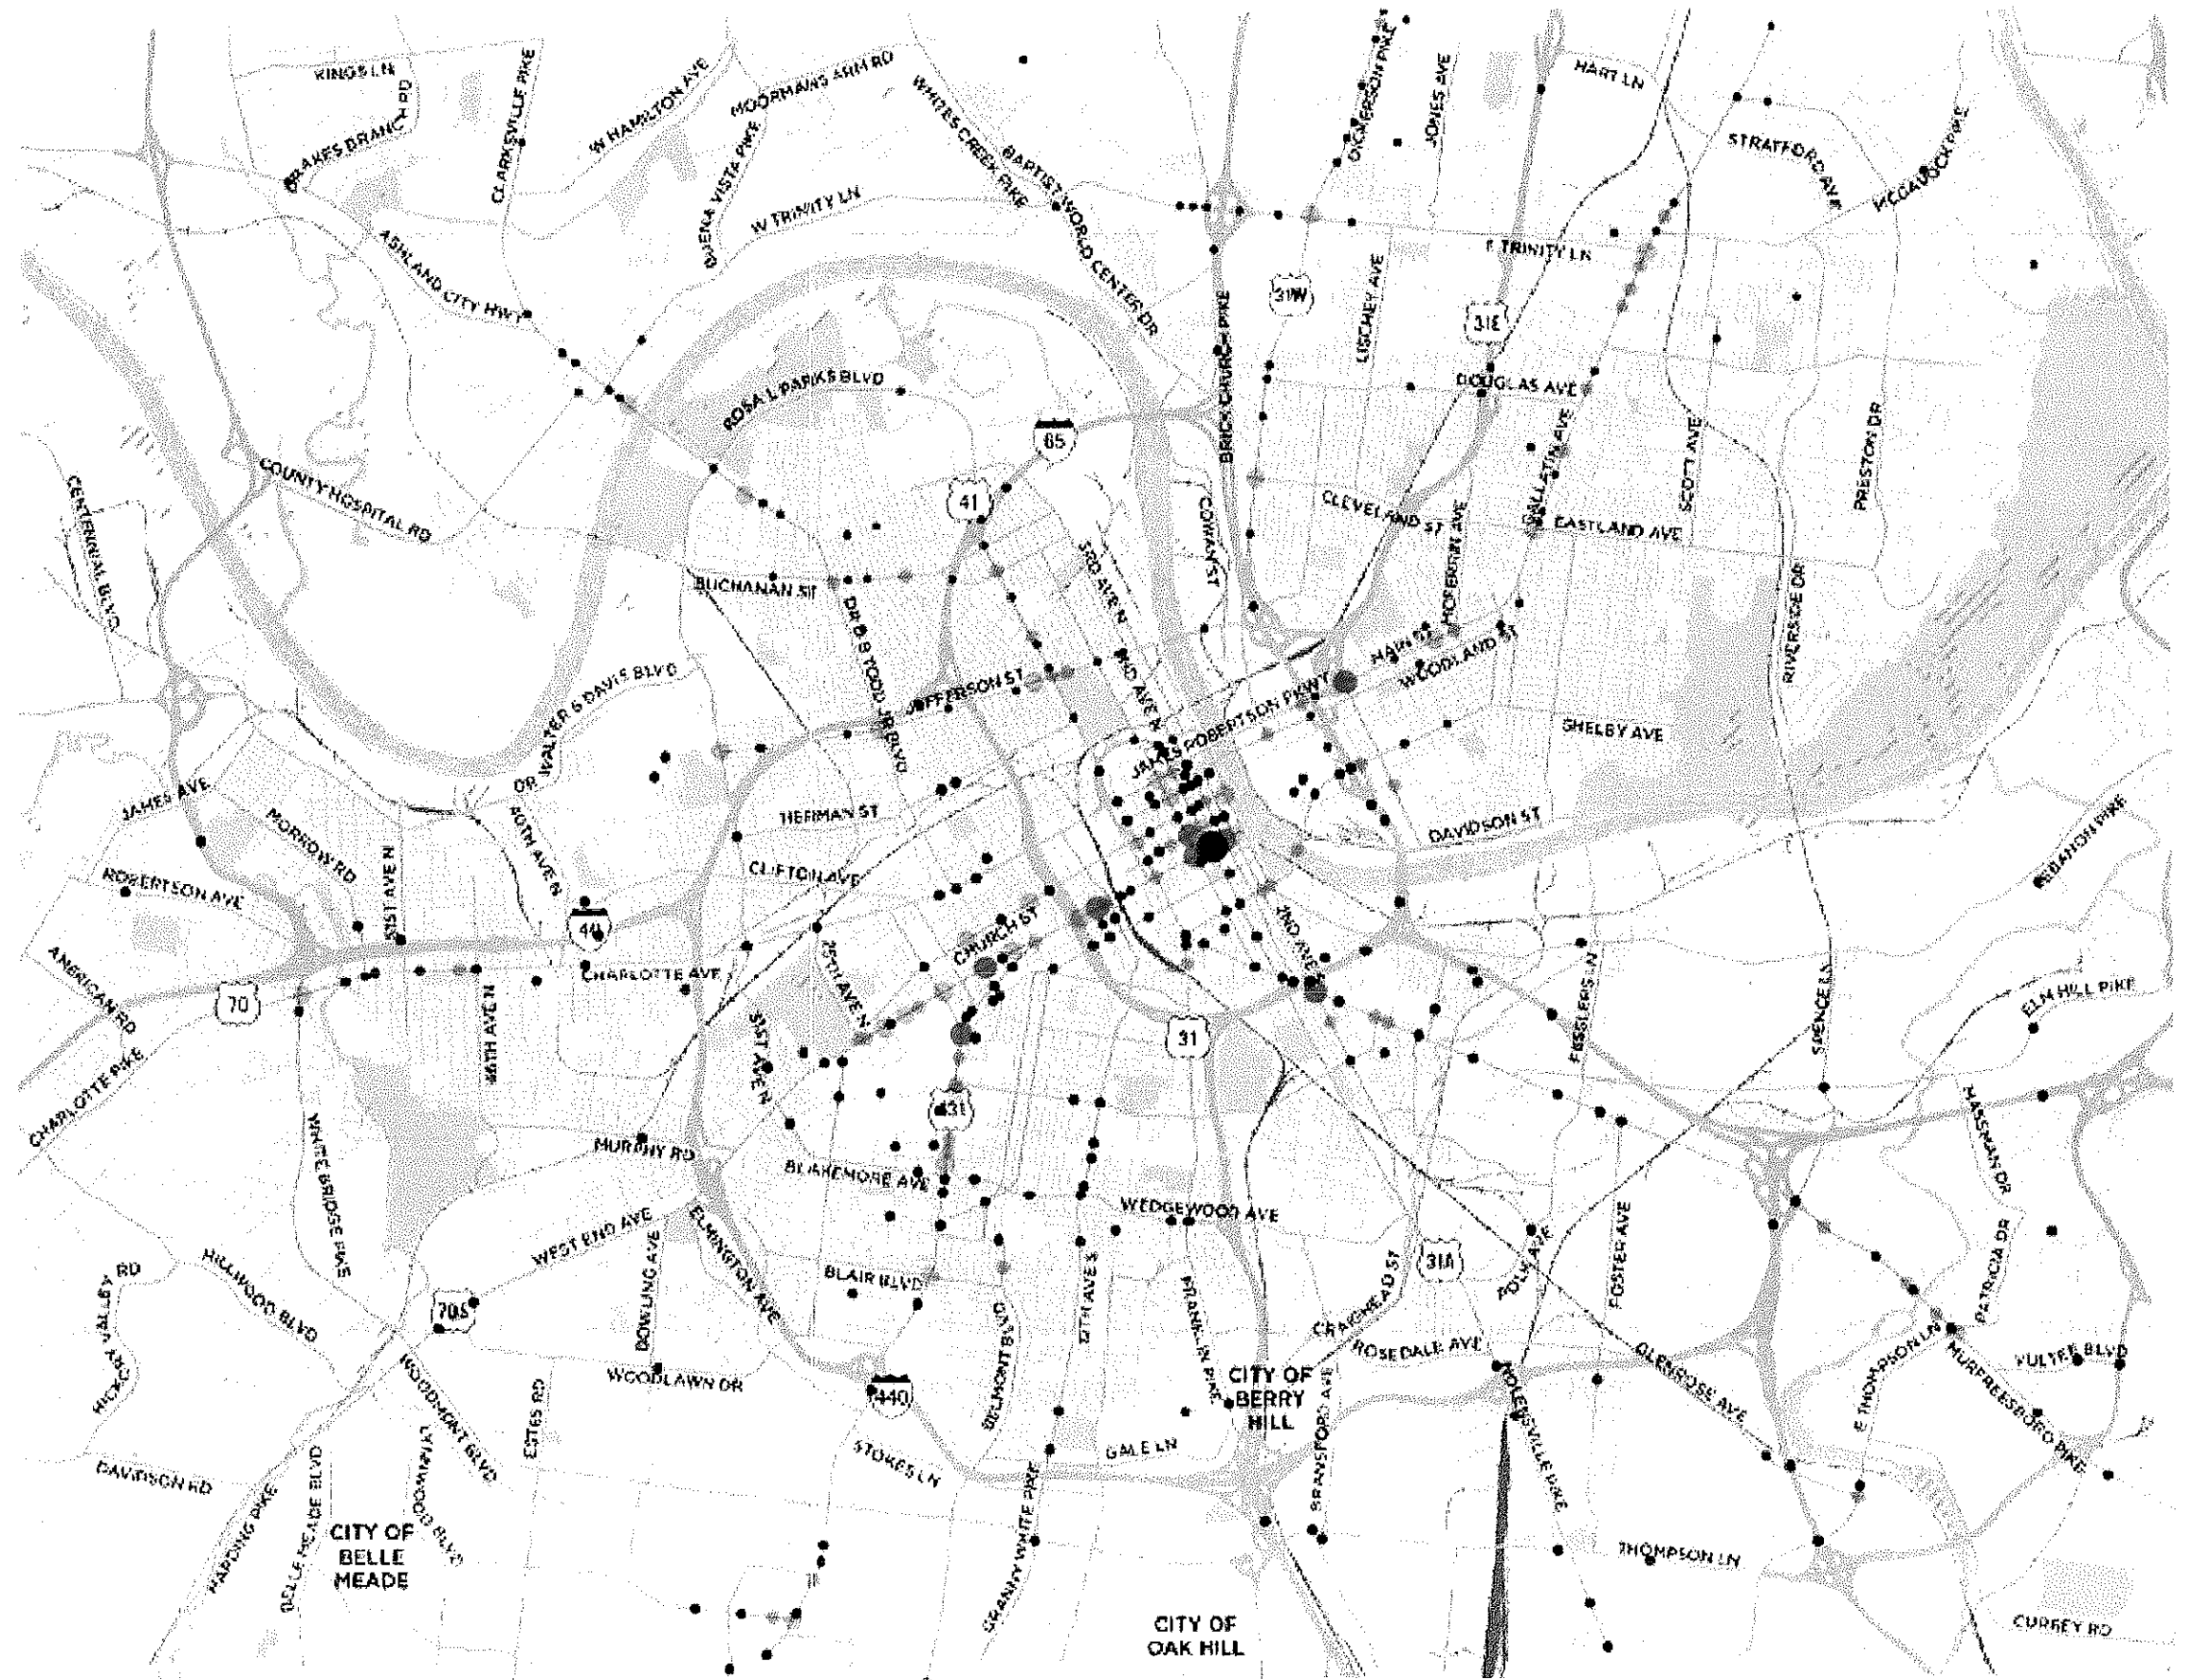 KINGS LN
DRAKES BRANCH RD
CLARKSVILLE PIKE
W HAMILTON AVE
MOORMANS ARM RD
BUENA VISTA PIKE
W TRINITY LN
WHITES CREEK PIKE
BAPTIST WORLD CENTER DR
DICKERSON PIKE
JONES AVE
HART LN
STRATFORD AVE
MCGAVOCK PIKE
E TRINITY LN
ASHLAND CITY HWY
BRICK CHURCH PIKE
31W
LISCHEY AVE
31E
DOUGLAS AVE
ROSA L PARKS BLVD
65
41
COUNTY HOSPITAL RD
CENTENNIAL BLVD
GALLATIN AVE
SCOTT AVE
PRESTON DR
CLEVELAND ST
EASTLAND AVE
COWAN ST
3RD AVE N
BUCHANAN ST
DR D B TODD JR BLVD
MCFERRIN AVE
RIVERSIDE DR
MAIN ST
WOODLAND ST
2ND AVE N
JEFFERSON ST
DR WALTER S DAVIS BLVD
JAMES ROBERTSON PKWY
SHELBY AVE
JAMES AVE
MORROW RD
40TH AVE N
HERMAN ST
DAVIDSON ST
LEBANON PIKE
ROBERTSON AVE
51ST AVE N
CLIFTON AVE
40
CHURCH ST
2ND AVE S
AMERICAN RD
70
CHARLOTTE AVE
25TH AVE N
FESSLERS LN
SPENCE LN
ELM HILL PIKE
46TH AVE N
31ST AVE N
31
CHARLOTTE PIKE
431
MASSMAN DR
WHITE BRIDGE PIKE
MURPHY RD
BLAKEMORE AVE
WEDGEWOOD AVE
FOSTER AVE
POLK AVE
31A
PATRICIA DR
HILLWOOD BLVD
HICKORY VALLEY RD
WEST END AVE
ELMINGTON AVE
BOWLING AVE
BLAIR BLVD
12TH AVE S
FRANKLIN PIKE
CRAIGHEAD ST
70S
BELMONT BLVD
CITY OF
BERRY
HILL
ROSEDALE AVE
GLENROSE AVE
E THOMPSON LN
MURFREESBORO PIKE
VULTEE BLVD
WOODLAWN DR
440
ESTES RD
WOODMONT BLVD
NOLENSVILLE PIKE
BRANSFORD AVE
GALE LN
STOKES LN
DAVIDSON RD
HARDING PIKE
BELLE MEADE BLVD
CITY OF
BELLE
MEADE
GRANNY WHITE PIKE
THOMPSON LN
CITY OF
OAK HILL
CURREY RD